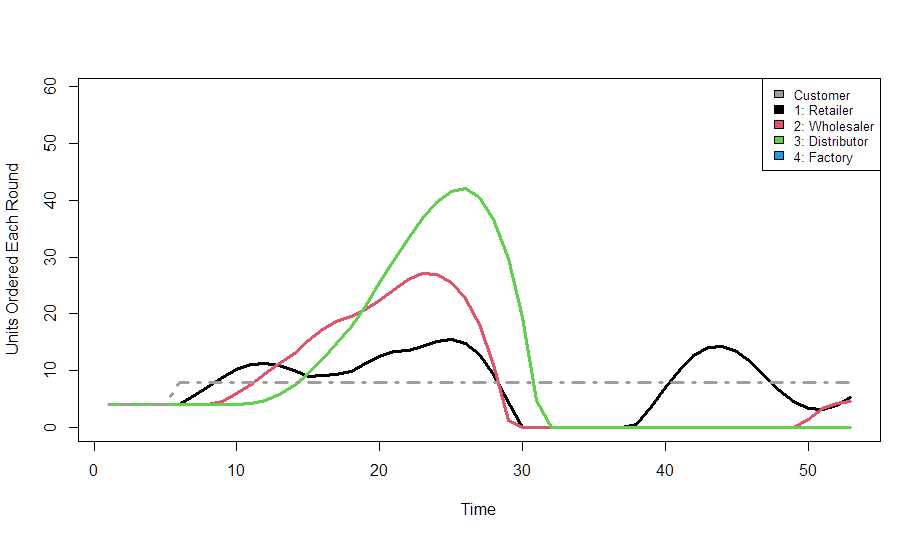 60
50
40
30
20
10
0
Units Ordered Each Round
0 10 20 30 40 50
Time
Customer
1: Retailer
2: Wholesaler
3: Distributor
4: Factory